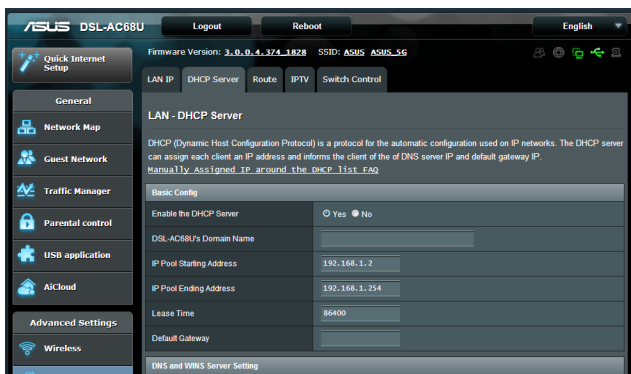 ASUS DSL-AC68U Logout Reboot English
Quick Internet Setup
Firmware Version: 3.0.0.4.374_1828 SSID: ASUS ASUS_5G
LAN IP DHCP Server Route IPTV Switch Control
General
Network Map
Guest Network
Traffic Manager
Parental control
USB application
AiCloud
Advanced Settings
Wireless
LAN - DHCP Server
DHCP (Dynamic Host Configuration Protocol) is a protocol for the automatic configuration used on IP networks. The DHCP server
can assign each client an IP address and informs the client of the of DNS server IP and default gateway IP.
Manually Assigned IP around the DHCP list FAQ
Basic Config
Enable the DHCP Server Yes No
DSL-AC68U's Domain Name
IP Pool Starting Address 192.168.1.2
IP Pool Ending Address 192.168.1.254
Lease Time 86400
Default Gateway
DNS and WINS Server Setting